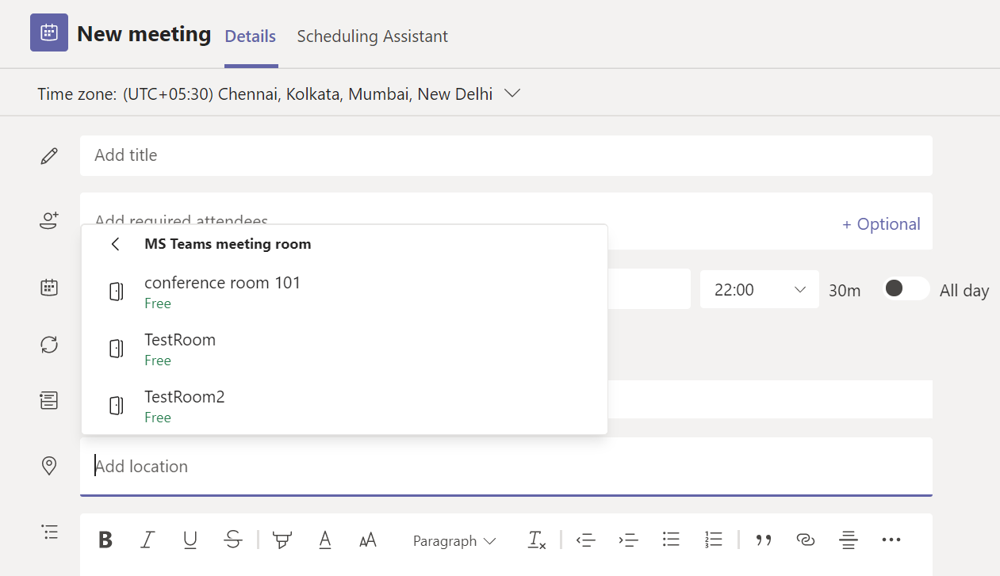 New meeting Details Scheduling Assistant
Time zone: (UTC+05:30) Chennai, Kolkata, Mumbai, New Delhi
Add title
Add required attendees
+ Optional
MS Teams meeting room
conference room 101
Free
22:00 30m All day
TestRoom
Free
TestRoom2
Free
Add location
B I U S A AA Paragraph